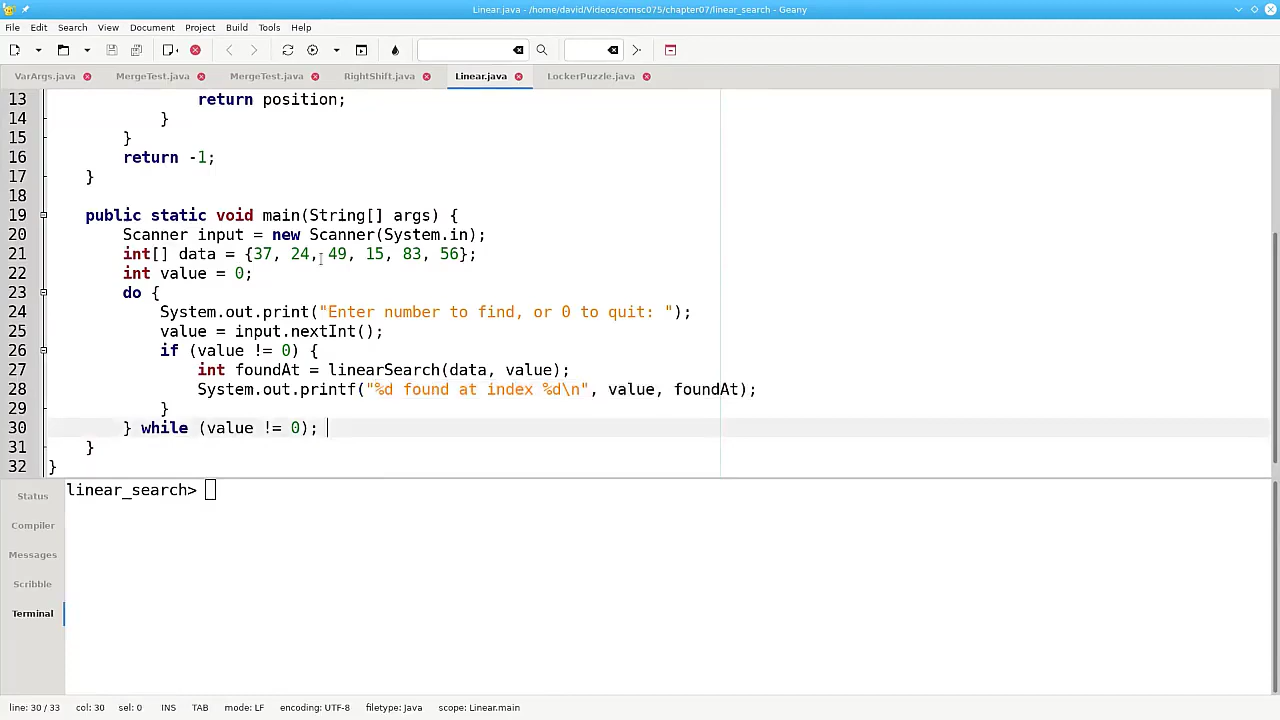 Linear.java - /home/david/Videos/comsc075/chapter07/linear_search - Geany
File Edit Search View Document Project Build Tools Help
VarArgs.java MergeTest.java MergeTest.java RightShift.java Linear.java LockerPuzzle.java
13 return position;
14 }
15 }
16 return -1;
17 }
18
19 public static void main(String[] args) {
20 Scanner input = new Scanner(System.in);
21 int[] data = {37, 24, 49, 15, 83, 56};
22 int value = 0;
23 do {
24 System.out.print("Enter number to find, or 0 to quit: ");
25 value = input.nextInt();
26 if (value != 0) {
27 int foundAt = linearSearch(data, value);
28 System.out.printf("%d found at index %d\n", value, foundAt);
29 }
30 } while (value != 0);
31 }
32 }
linear_search>
Status
Compiler
Messages
Scribble
Terminal
line: 30 / 33 col: 30 sel: 0 INS TAB mode: LF encoding: UTF-8 filetype: Java scope: Linear.main